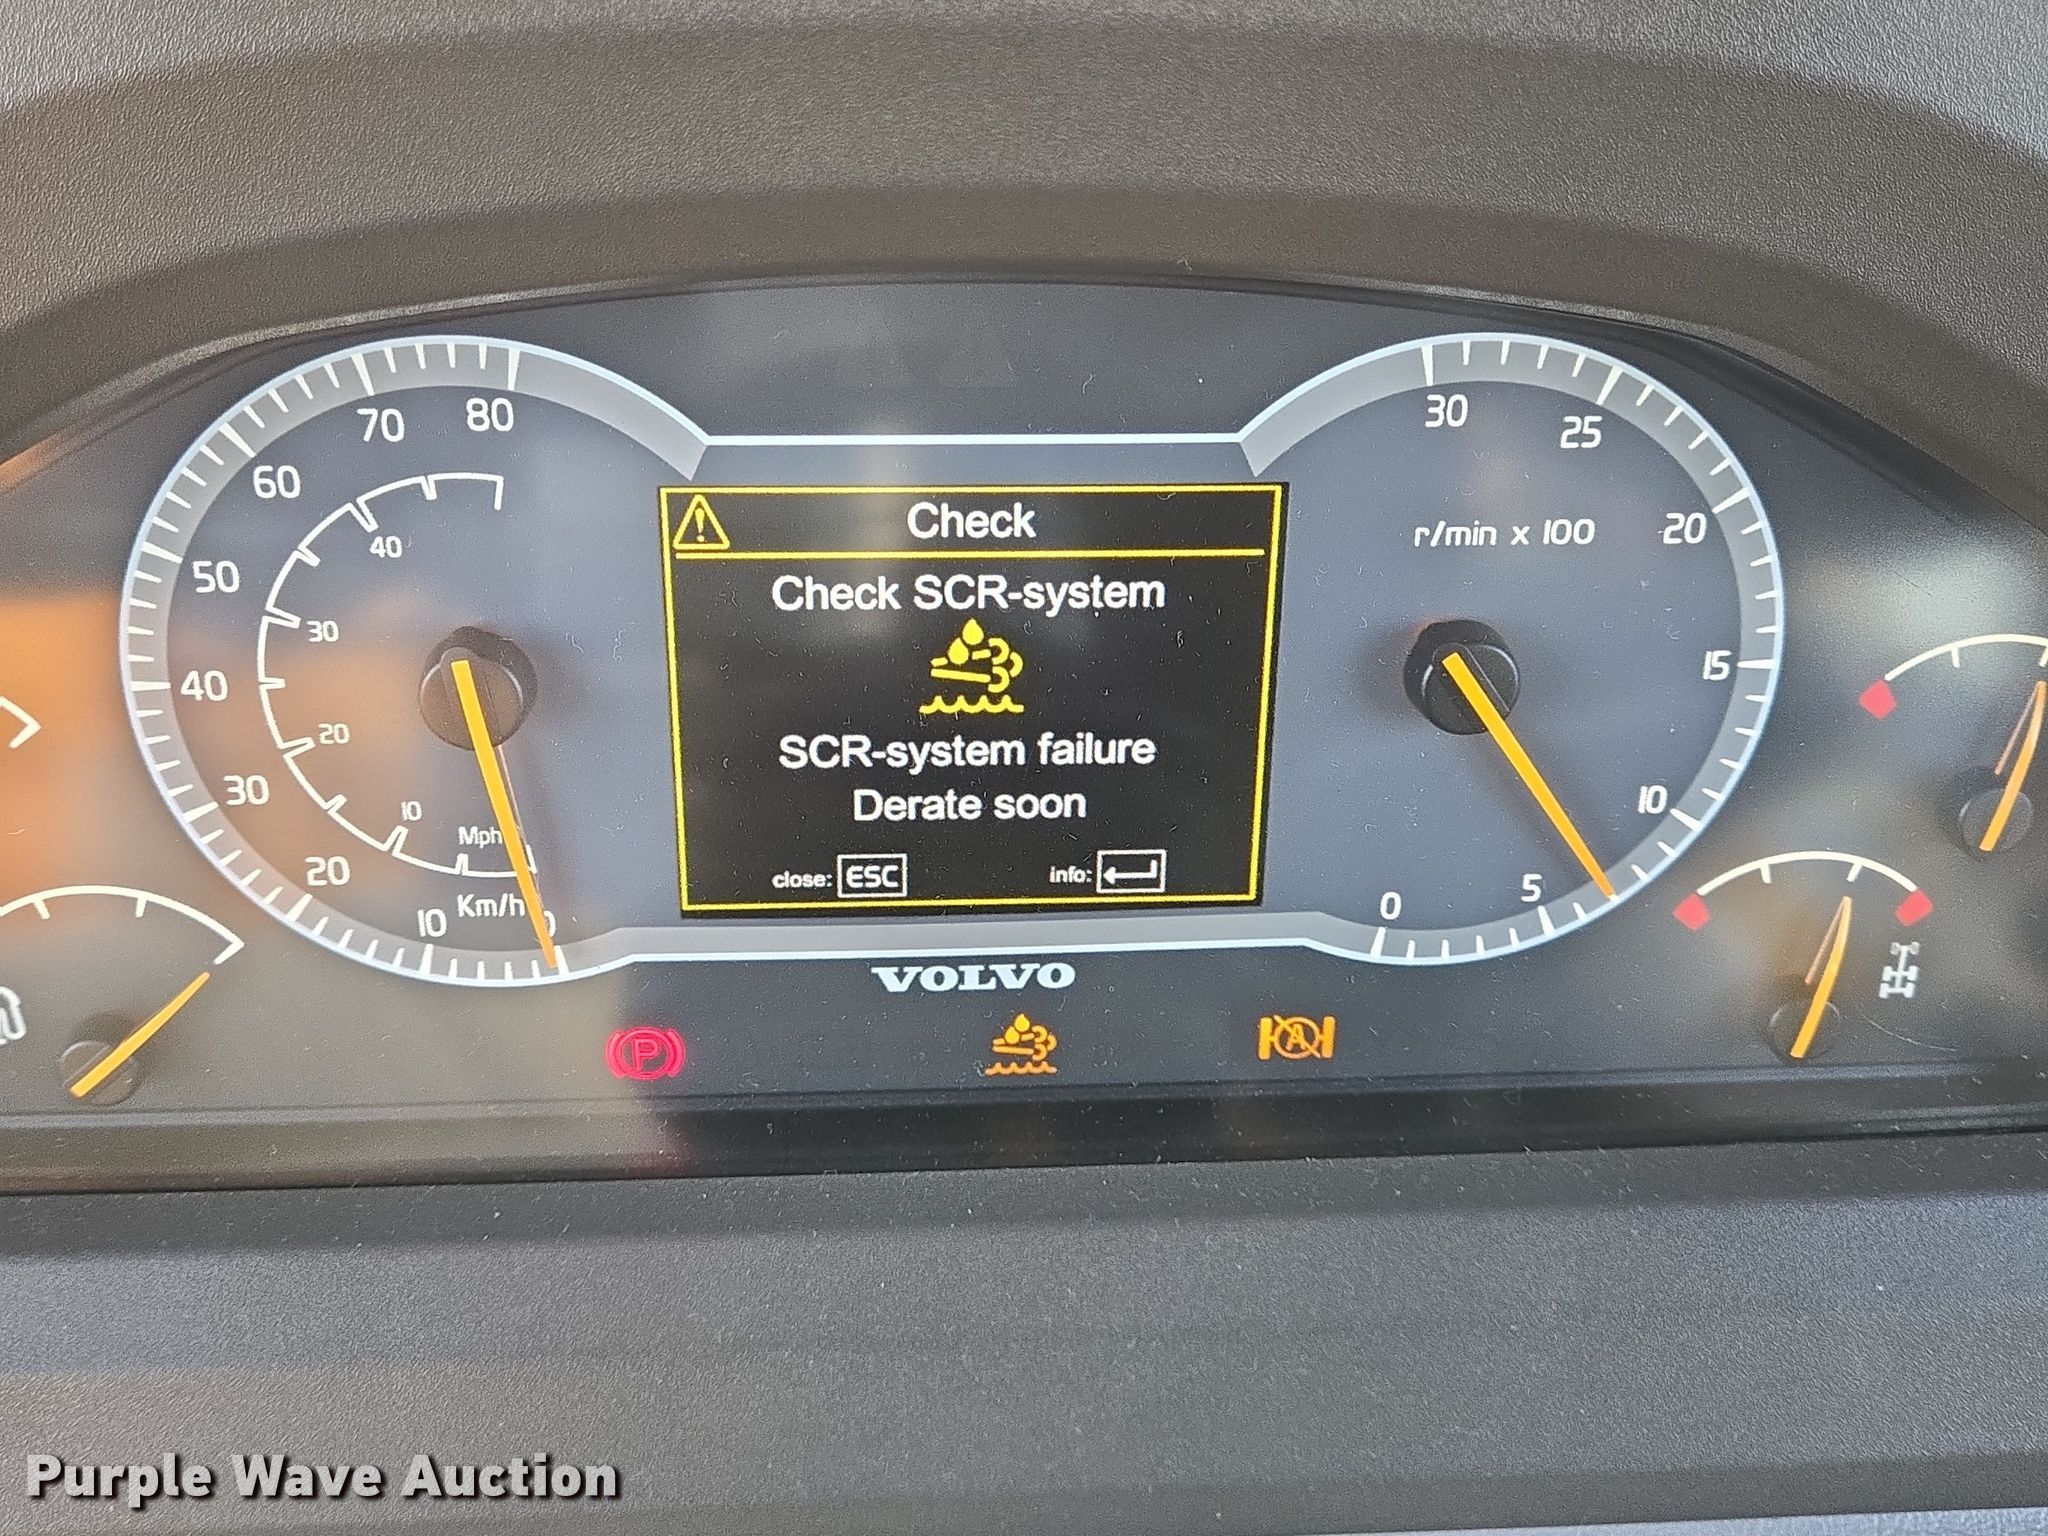 80
70
60
50
40
30
20
10
0
40
30
20
10
Mph
Km/h
Check
Check SCR-system
SCR-system failure
Derate soon
close: ESC
info:
30
25
20
15
10
5
0
r/min x 100
VOLVO
P
A
Purple Wave Auction